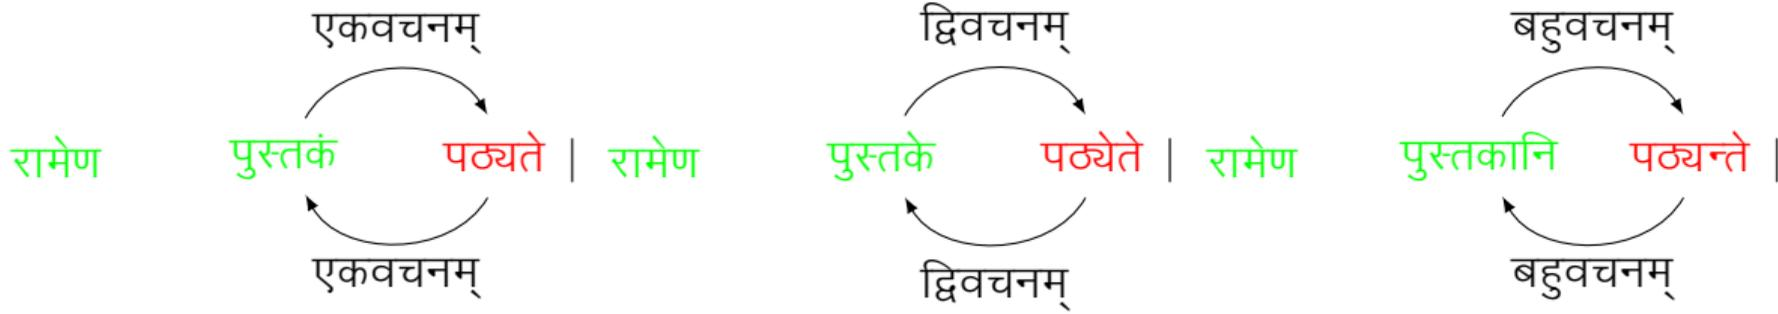 एकवचनम् द्विवचनम् बहुवचनम्
रामेण पुस्तकं पठ्यते | रामेण पुस्तके पठ्येते | रामेण पुस्तकानि पठ्यन्ते |
एकवचनम् द्विवचनम् बहुवचनम्